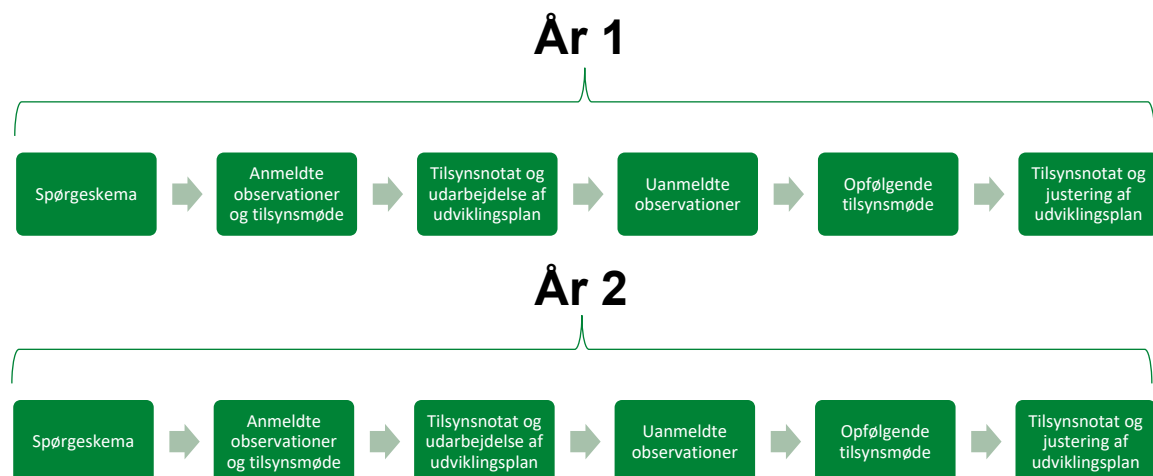 År 1
Spørgeskema
Anmeldte
observationer
og tilsynsmøde
Tilsynsnotat og
udarbejdelse af
udviklingsplan
Uanmeldte
observationer
Opfølgende
tilsynsmøde
Tilsynsnotat og
justering af
udviklingsplan
År 2
Spørgeskema
Anmeldte
observationer
og tilsynsmøde
Tilsynsnotat og
udarbejdelse af
udviklingsplan
Uanmeldte
observationer
Opfølgende
tilsynsmøde
Tilsynsnotat og
justering af
udviklingsplan